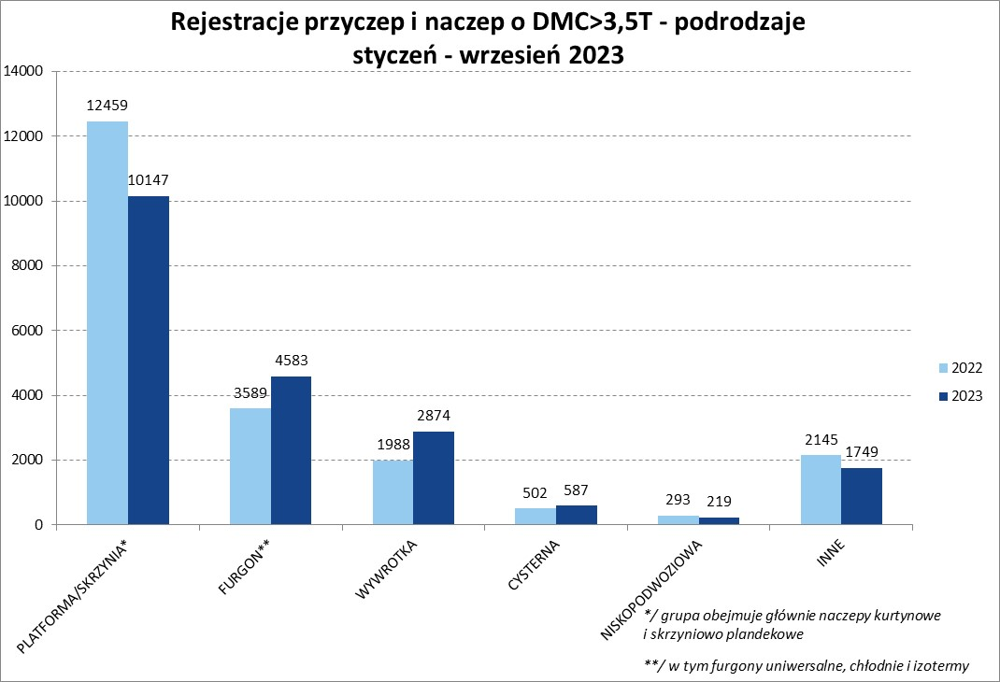 Rejestracje przyczep i naczep o DMC>3,5T - podrodzaje
styczeń - wrzesień 2023
14000
12000
10000
8000
6000
4000
2000
0
12459
10147
3589
4583
1988
2874
502
587
293
219
2145
1749
PLATFORMA/SKRZYNIA*
FURGON**
WYWROTKA
CYSTERNA
NISKOPODWOZIOWA
INNE
2022
2023
*/ grupa obejmuje głównie naczepy kurtynowe
i skrzyniowo plandekowe
**/ w tym furgony uniwersalne, chłodnie i izotermy